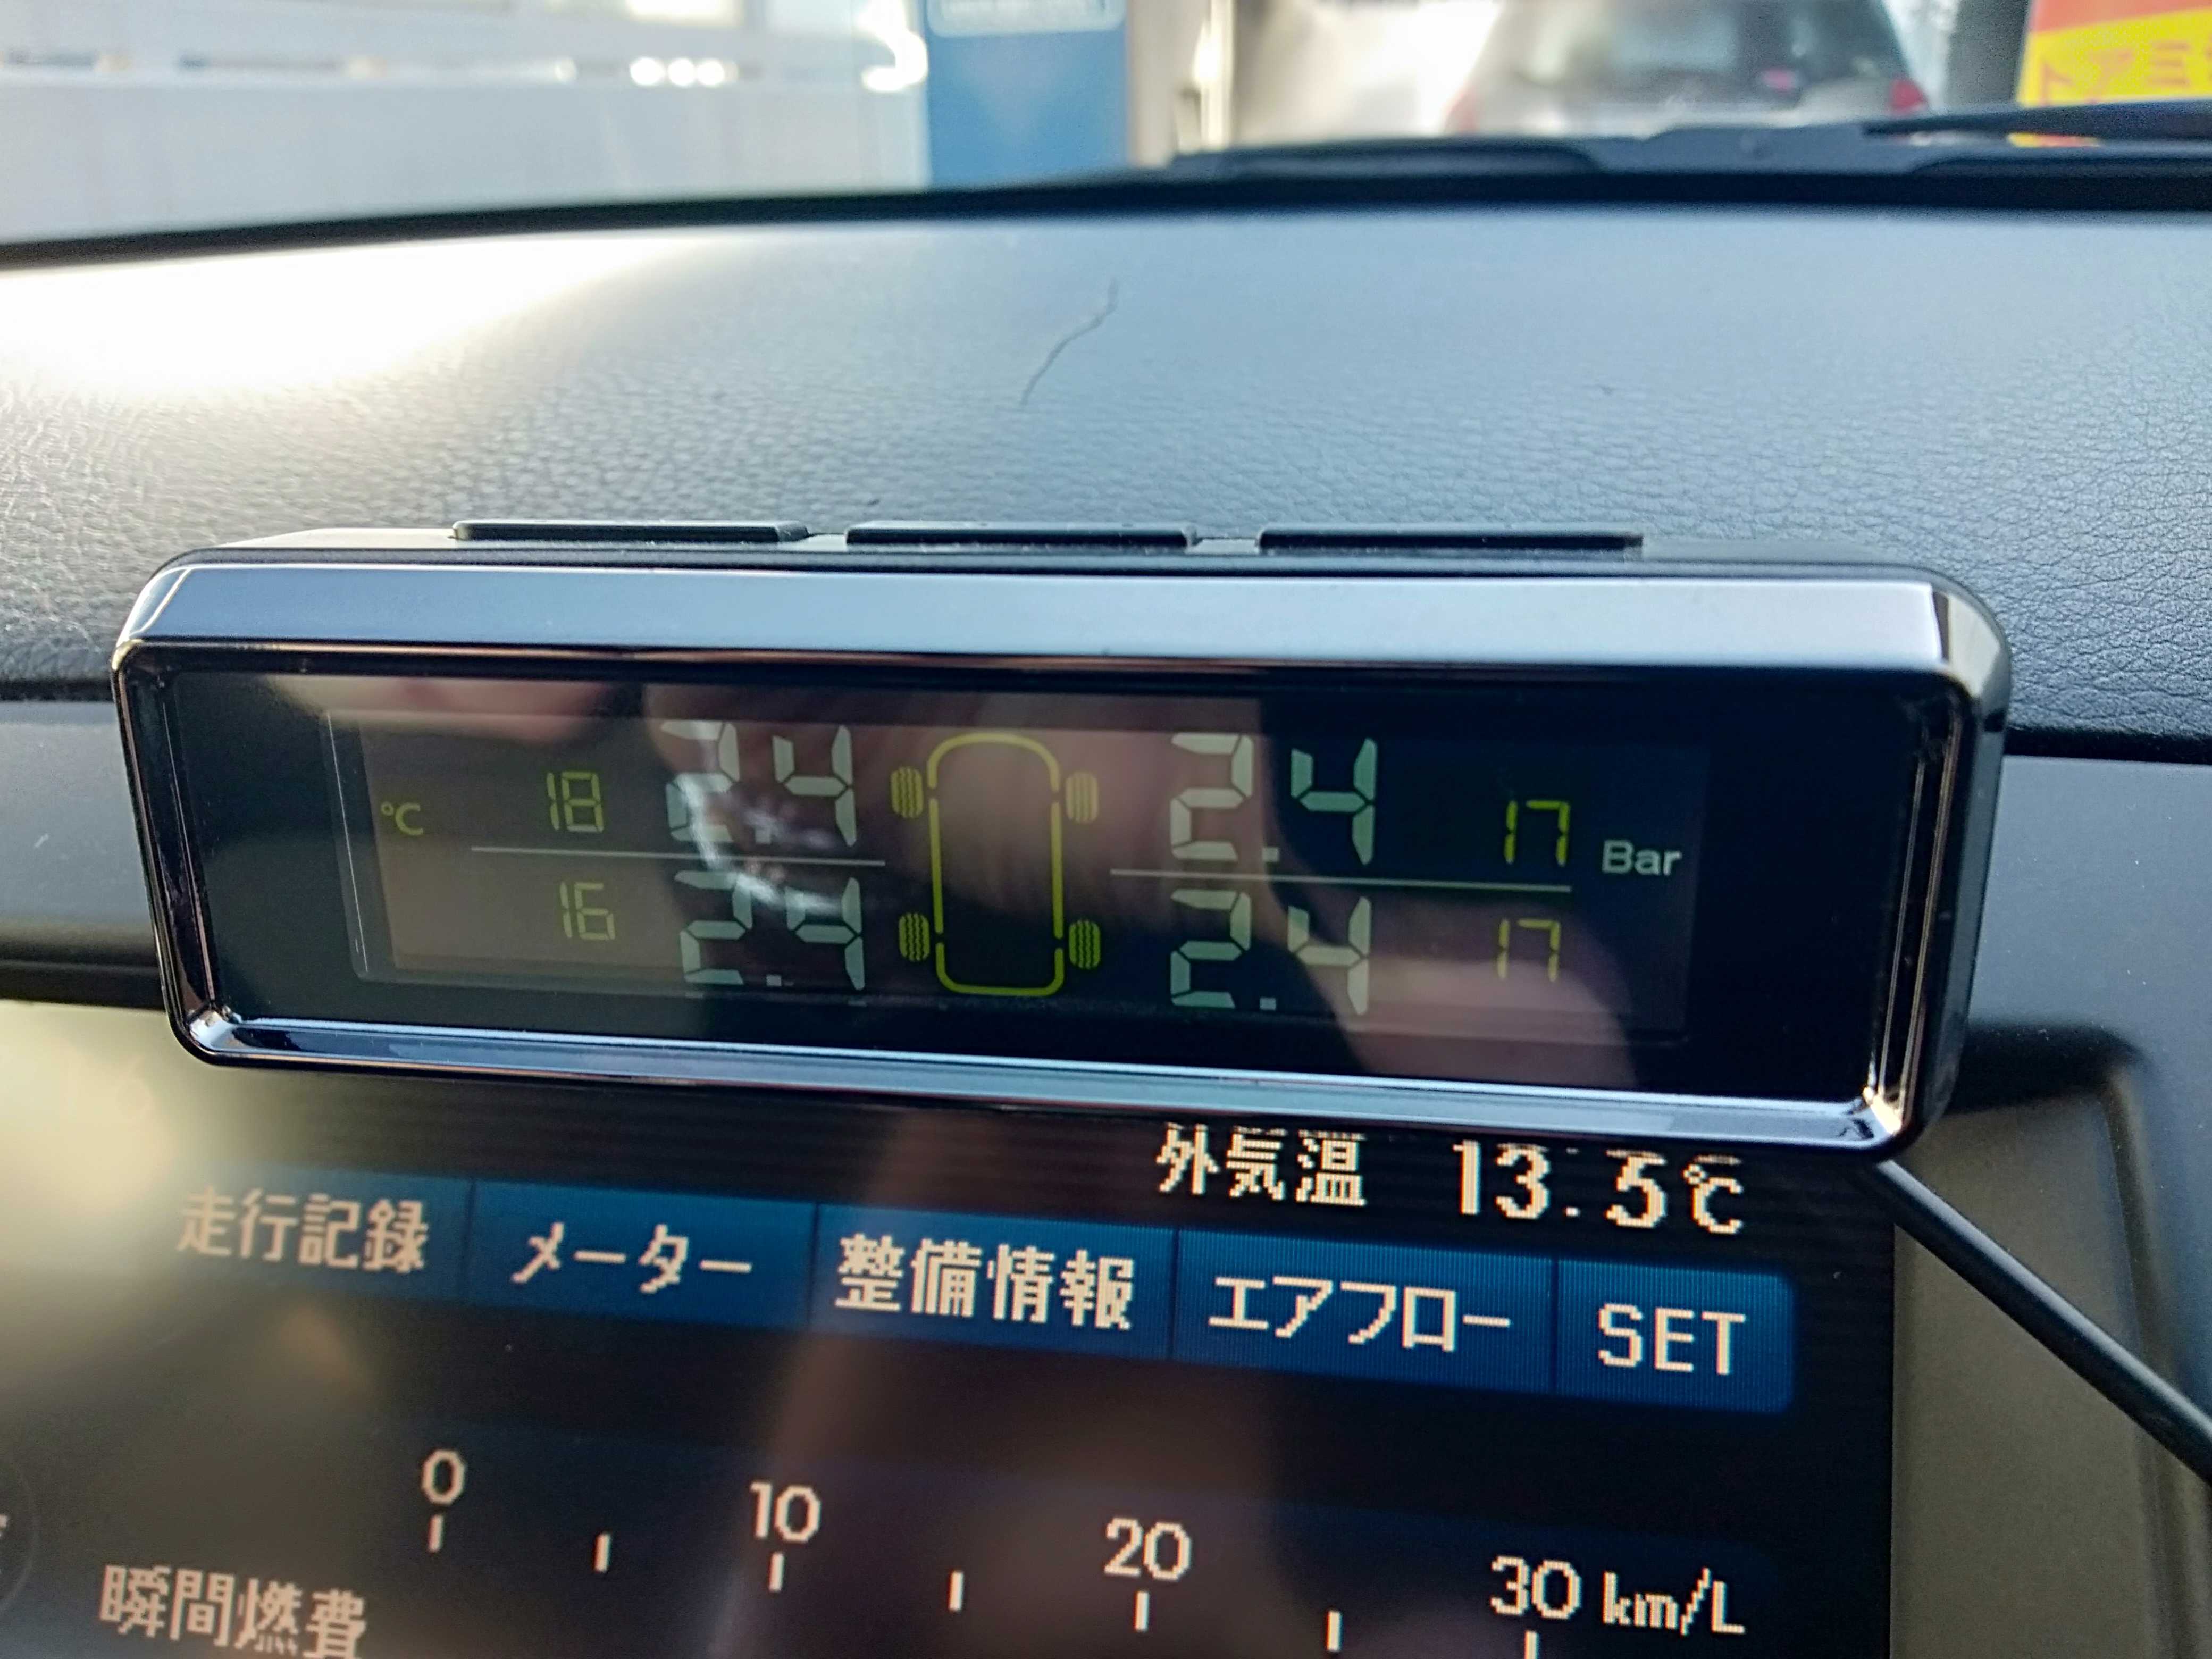 ℃ 18 2.4 2.4 17 Bar
16 2.4 2.4 17
外気温 13.5℃
走行記録 メーター 整備情報 エアフロー SET
0 10 20 30 km/L
瞬間燃費